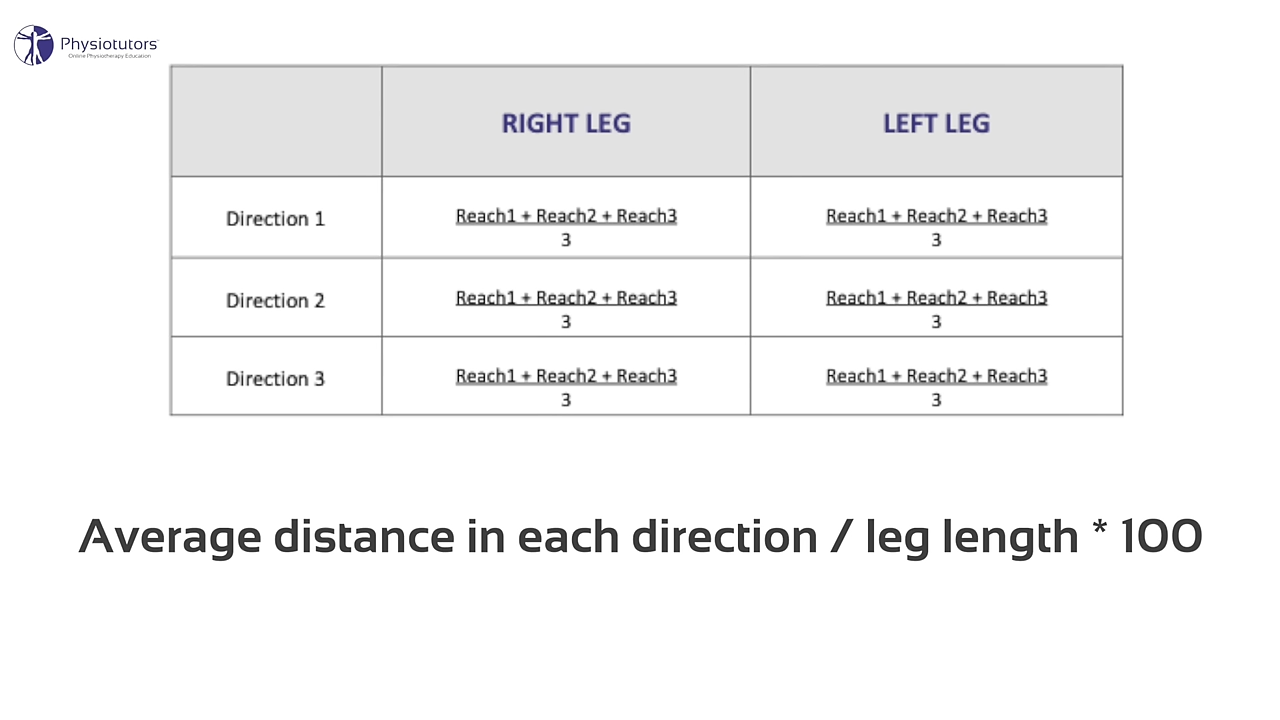 Physiotutors
Online Physiotherapy Education
RIGHT LEG
LEFT LEG
Direction 1
Reach1 + Reach2 + Reach3
3
Reach1 + Reach2 + Reach3
3
Direction 2
Reach1 + Reach2 + Reach3
3
Reach1 + Reach2 + Reach3
3
Direction 3
Reach1 + Reach2 + Reach3
3
Reach1 + Reach2 + Reach3
3
Average distance in each direction / leg length * 100